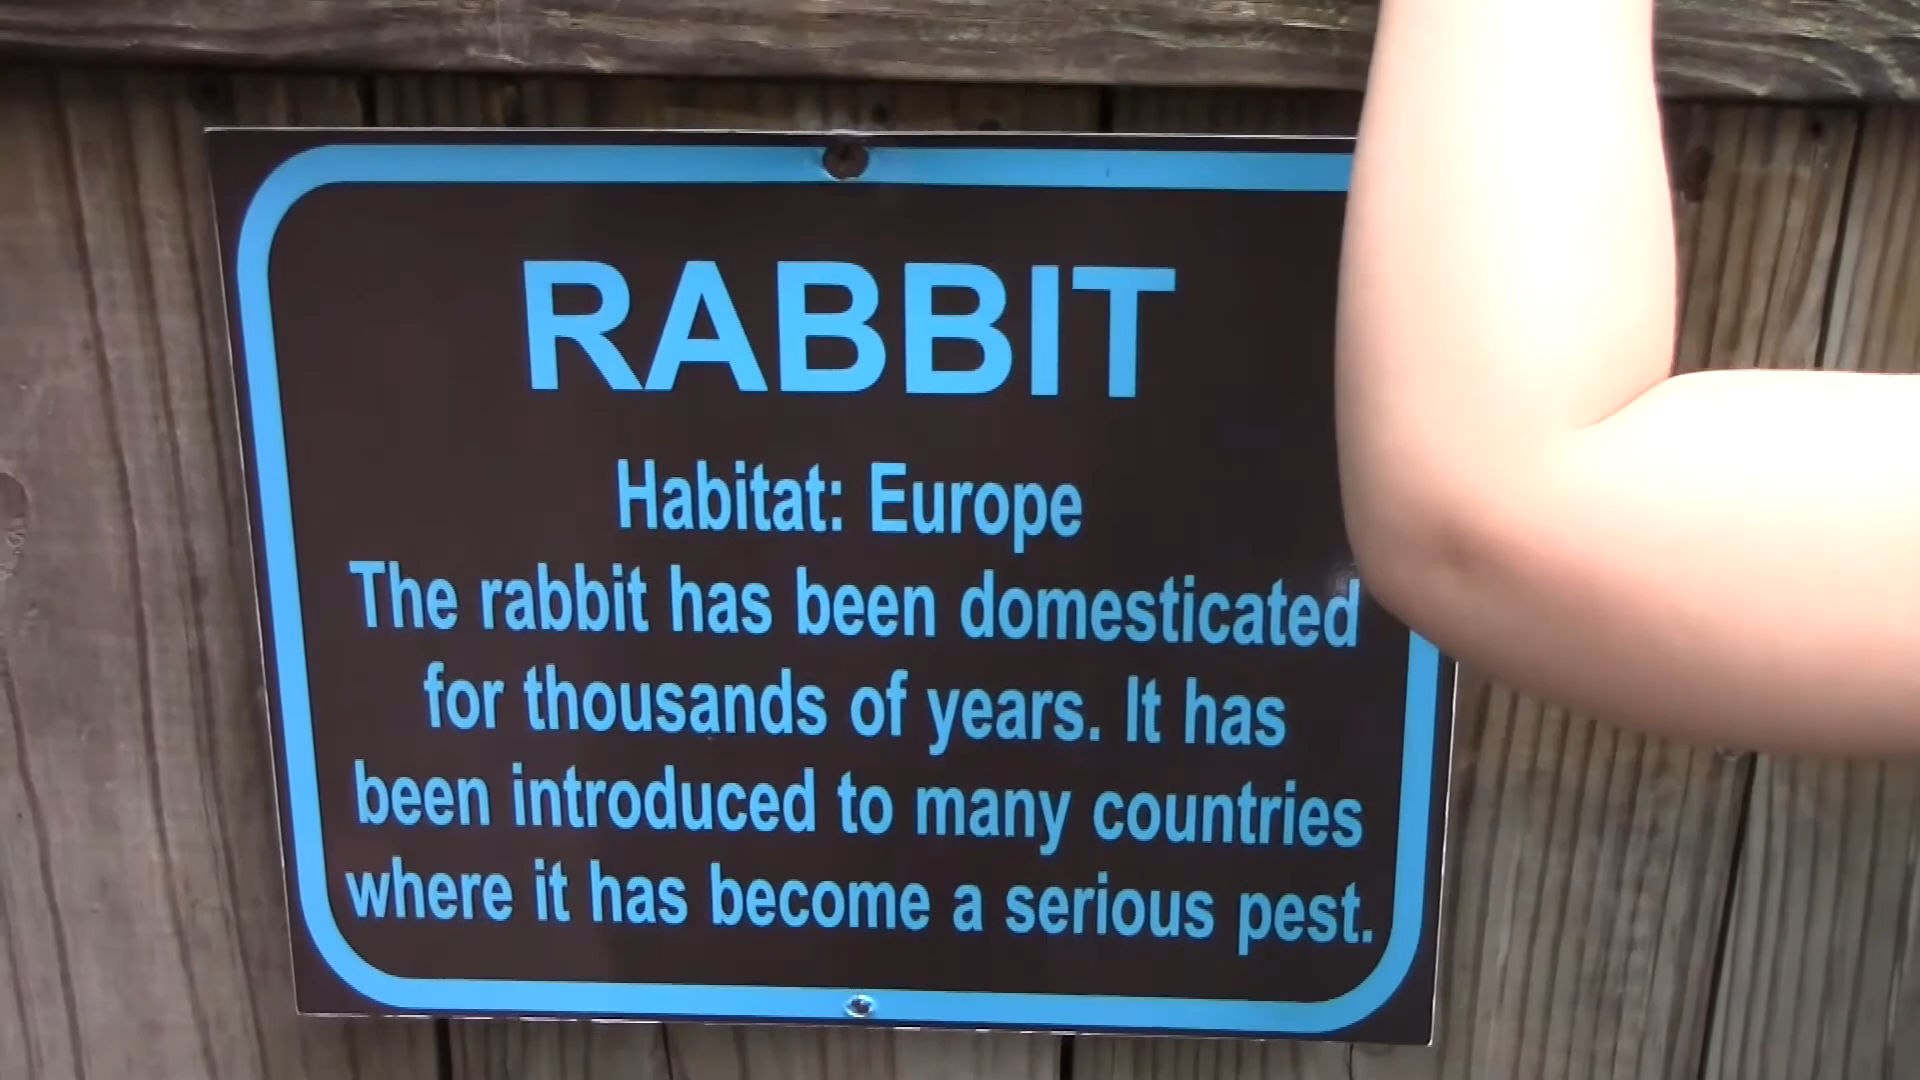 RABBIT
Habitat: Europe
The rabbit has been domesticated
for thousands of years. It has
been introduced to many countries
where it has become a serious pest.